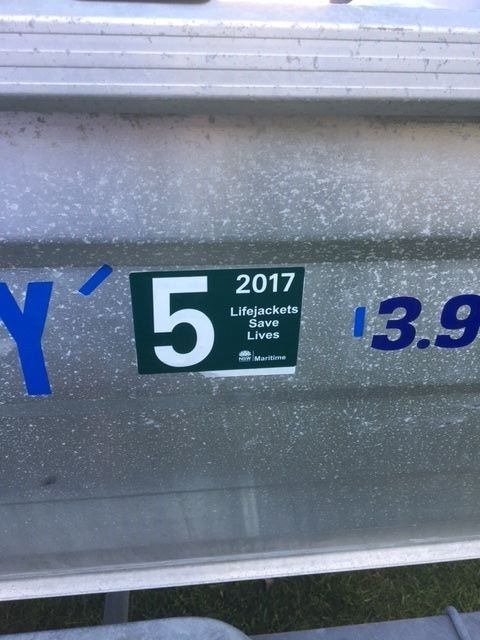 Y
5
2017
Lifejackets
Save
Lives
NSW Maritime
3.9